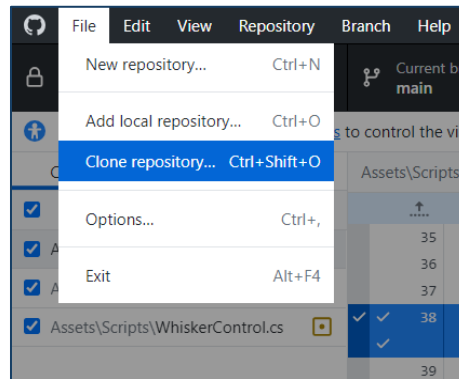 File Edit View Repository Branch Help
New repository... Ctrl+N
Current b
main
Add local repository... Ctrl+O
s to control the vi
Clone repository... Ctrl+Shift+O
Assets\Scripts
Options... Ctrl+,
35
36
Exit Alt+F4
37
Assets\Scripts\WhiskerControl.cs
38
39